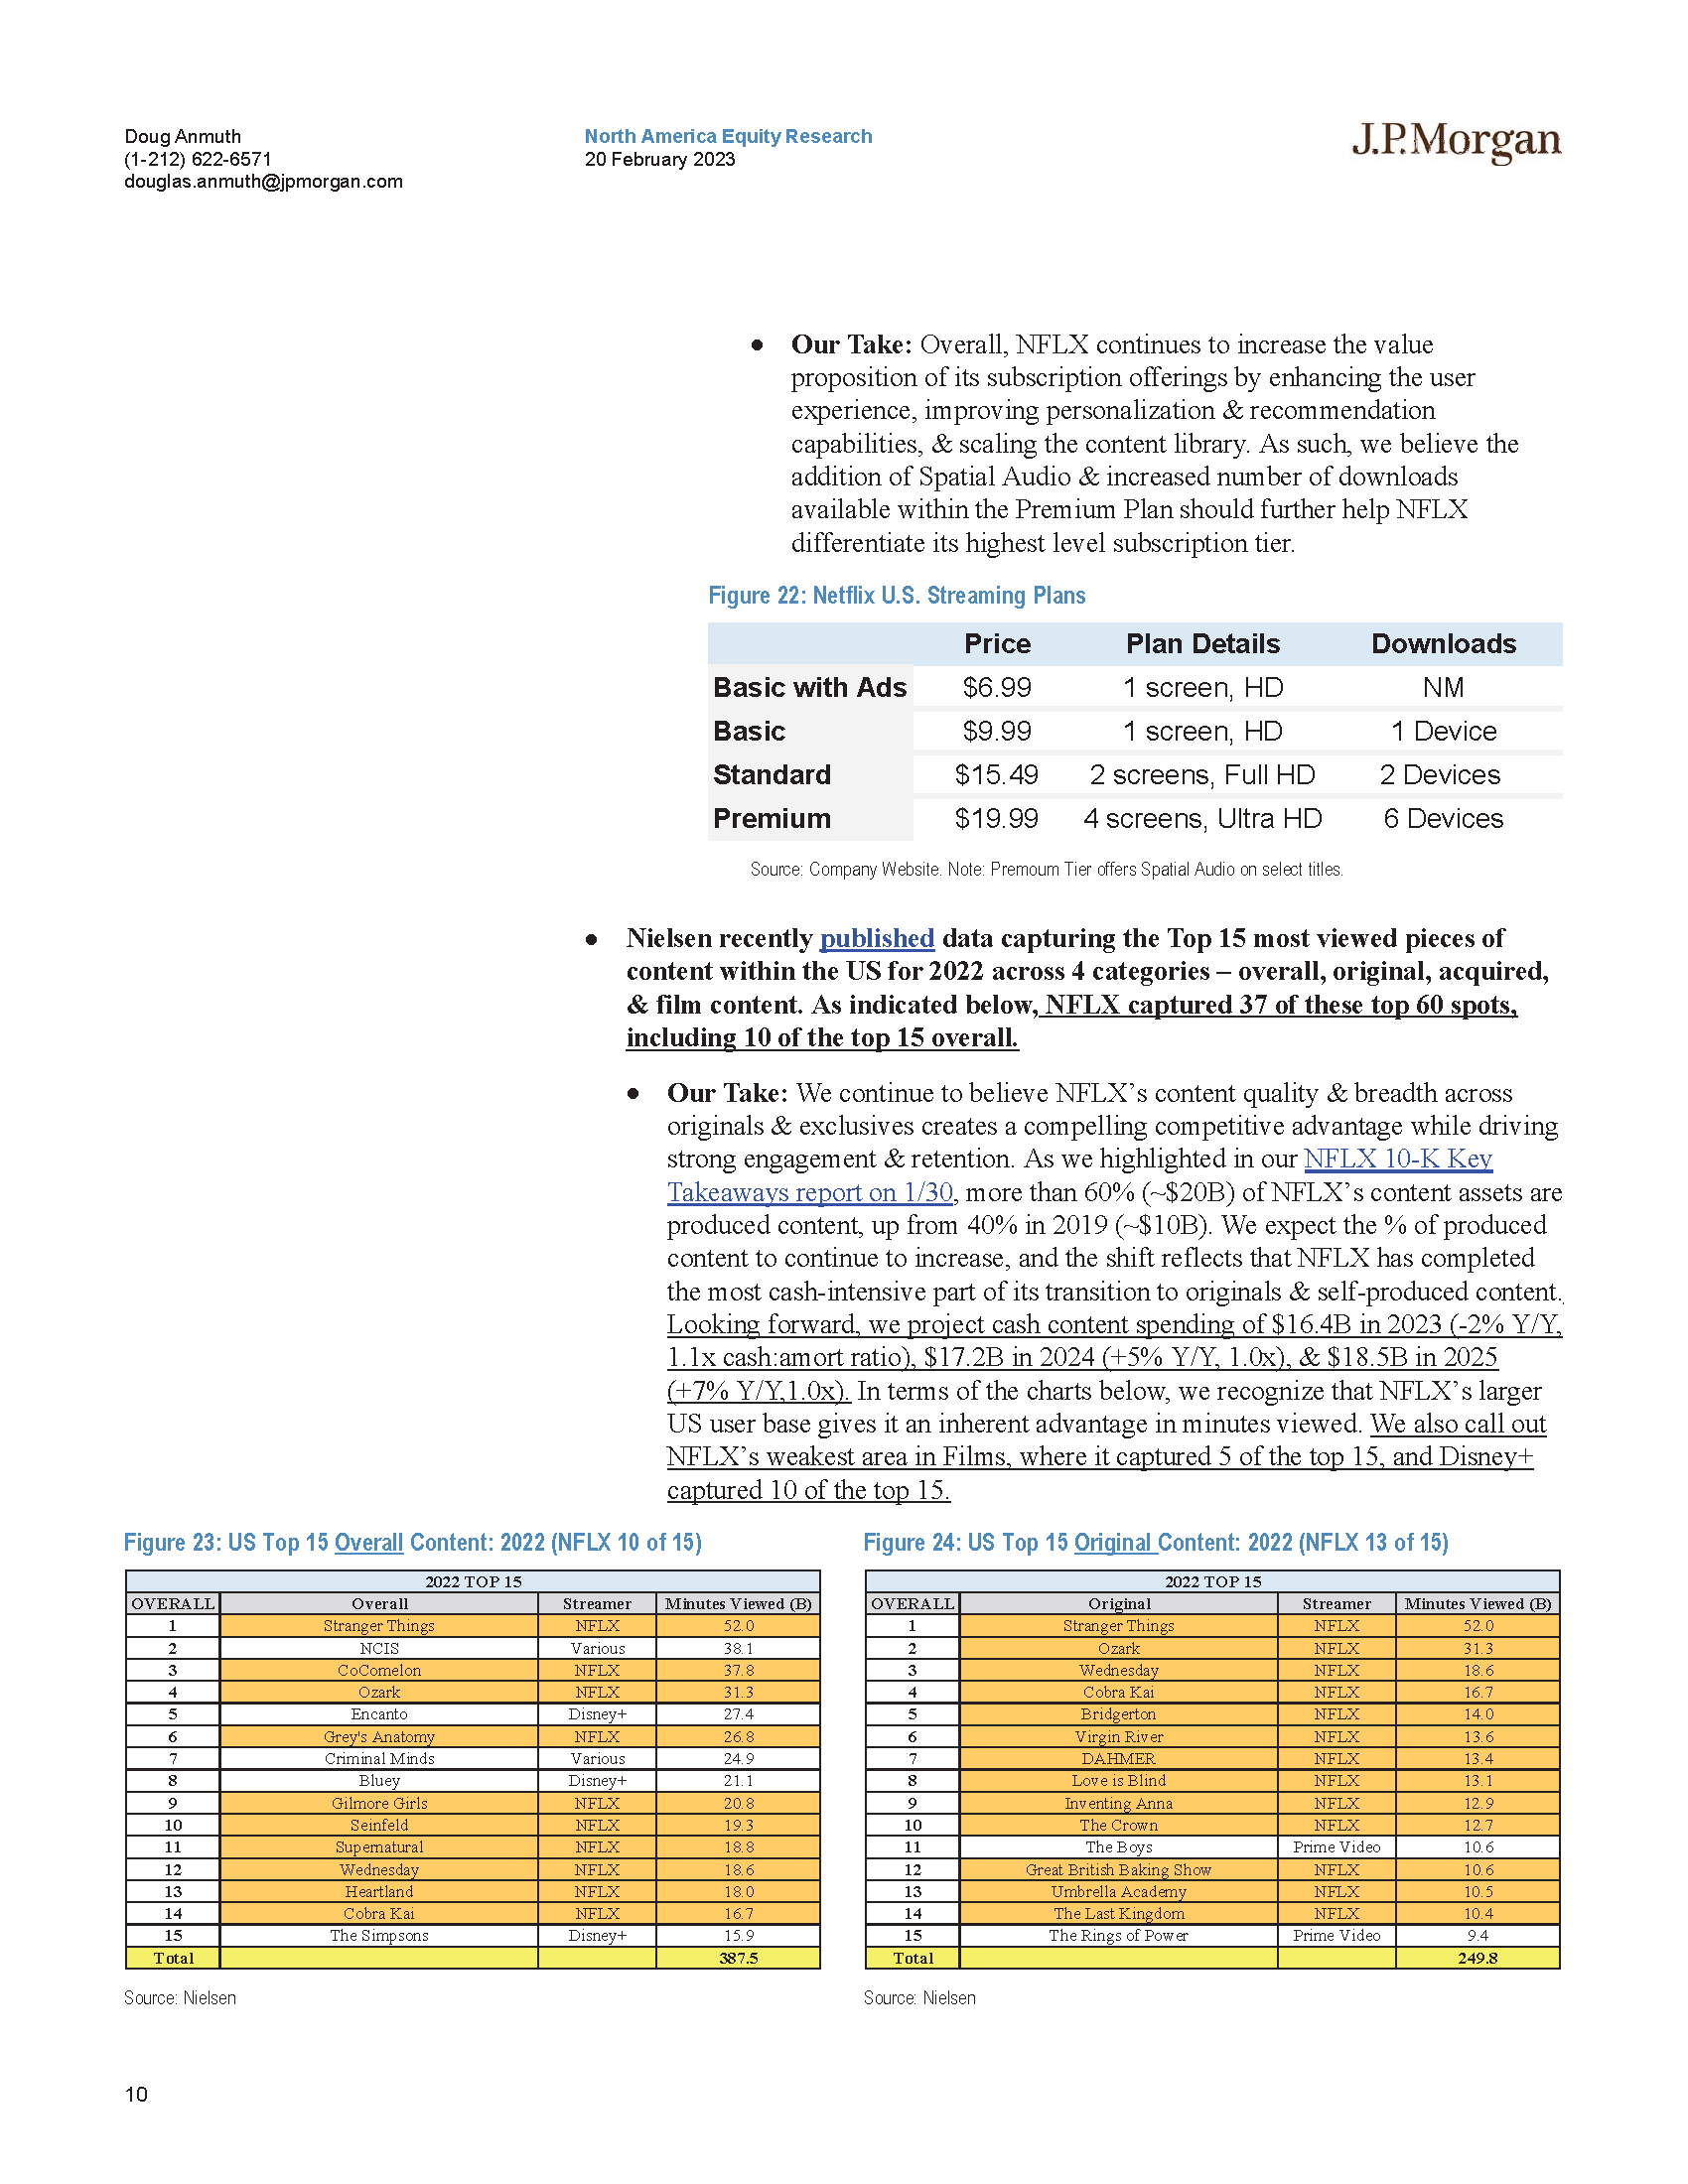 Doug Anmuth
(1-212) 622-6571
douglas.anmuth@jpmorgan.com
North America Equity Research
20 February 2023
J.P.Morgan
• Our Take: Overall, NFLX continues to increase the value
proposition of its subscription offerings by enhancing the user
experience, improving personalization & recommendation
capabilities, & scaling the content library. As such, we believe the
addition of Spatial Audio & increased number of downloads
available within the Premium Plan should further help NFLX
differentiate its highest level subscription tier.
Figure 22: Netflix U.S. Streaming Plans
Price Plan Details Downloads
Basic with Ads $6.99 1 screen, HD NM
Basic $9.99 1 screen, HD 1 Device
Standard $15.49 2 screens, Full HD 2 Devices
Premium $19.99 4 screens, Ultra HD 6 Devices
Source: Company Website. Note: Premoum Tier offers Spatial Audio on select titles.
• Nielsen recently published data capturing the Top 15 most viewed pieces of
content within the US for 2022 across 4 categories – overall, original, acquired,
& film content. As indicated below, NFLX captured 37 of these top 60 spots,
including 10 of the top 15 overall.
• Our Take: We continue to believe NFLX's content quality & breadth across
originals & exclusives creates a compelling competitive advantage while driving
strong engagement & retention. As we highlighted in our NFLX 10-K Key
Takeaways report on 1/30, more than 60% (~$20B) of NFLX's content assets are
produced content, up from 40% in 2019 (~$10B). We expect the % of produced
content to continue to increase, and the shift reflects that NFLX has completed
the most cash-intensive part of its transition to originals & self-produced content.
Looking forward, we project cash content spending of $16.4B in 2023 (-2% Y/Y,
1.1x cash:amort ratio), $17.2B in 2024 (+5% Y/Y, 1.0x), & $18.5B in 2025
(+7% Y/Y,1.0x). In terms of the charts below, we recognize that NFLX's larger
US user base gives it an inherent advantage in minutes viewed. We also call out
NFLX's weakest area in Films, where it captured 5 of the top 15, and Disney+
captured 10 of the top 15.
Figure 23: US Top 15 Overall Content: 2022 (NFLX 10 of 15)
2022 TOP 15
OVERALL Overall Streamer Minutes Viewed (B)
1 Stranger Things NFLX 52.0
2 NCIS Various 38.1
3 CoComelon NFLX 37.8
4 Ozark NFLX 31.3
5 Encanto Disney+ 27.4
6 Grey's Anatomy NFLX 26.8
7 Criminal Minds Various 24.9
8 Bluey Disney+ 21.1
9 Gilmore Girls NFLX 20.8
10 Seinfeld NFLX 19.3
11 Supernatural NFLX 18.8
12 Wednesday NFLX 18.6
13 Heartland NFLX 18.0
14 Cobra Kai NFLX 16.7
15 The Simpsons Disney+ 15.9
Total 387.5
Source: Nielsen
Figure 24: US Top 15 Original Content: 2022 (NFLX 13 of 15)
2022 TOP 15
OVERALL Original Streamer Minutes Viewed (B)
1 Stranger Things NFLX 52.0
2 Ozark NFLX 31.3
3 Wednesday NFLX 18.6
4 Cobra Kai NFLX 16.7
5 Bridgerton NFLX 14.0
6 Virgin River NFLX 13.6
7 DAHMER NFLX 13.4
8 Love is Blind NFLX 13.1
9 Inventing Anna NFLX 12.9
10 The Crown NFLX 12.7
11 The Boys Prime Video 10.6
12 Great British Baking Show NFLX 10.6
13 Umbrella Academy NFLX 10.5
14 The Last Kingdom NFLX 10.4
15 The Rings of Power Prime Video 9.4
Total 249.8
Source: Nielsen
10